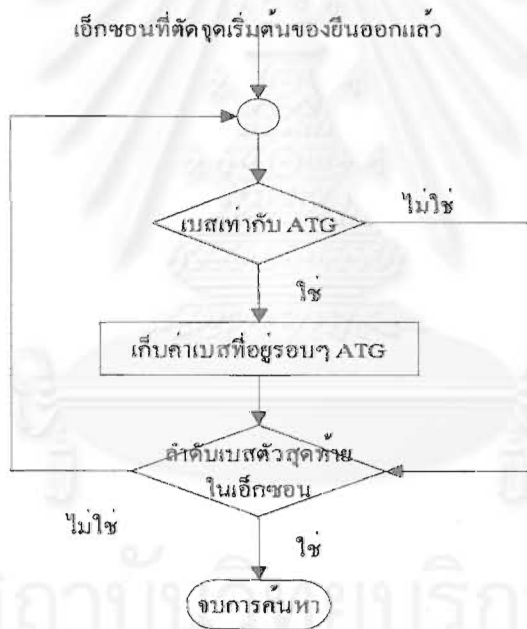 เอ็กซอนที่ตัดจุดเริ่มต้นของยีนออกแล้ว
เบสเท่ากับ ATG
ไม่ใช่
ใช่
เก็บค่าเบสที่อยู่รอบๆ ATG
ลำดับเบสตัวสุดท้าย
ในเอ็กซอน
ไม่ใช่
ใช่
จบการค้นหา